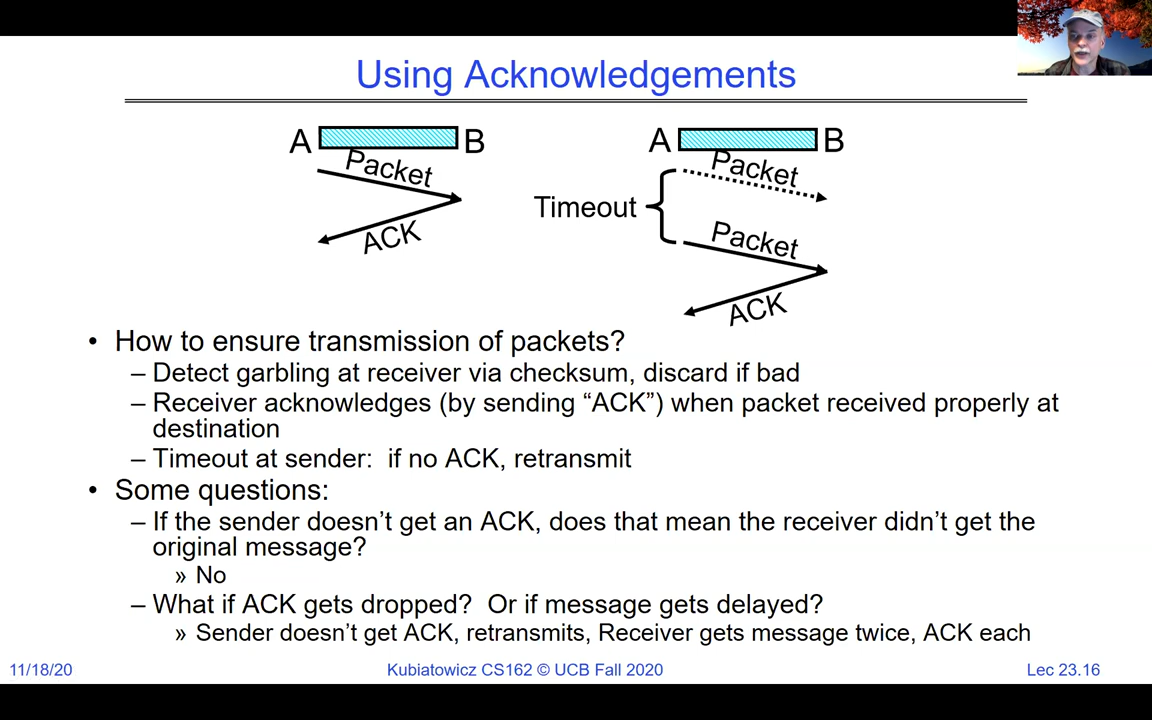 Using Acknowledgements
A B
Packet
ACK
A B
Packet
Timeout
Packet
ACK
• How to ensure transmission of packets?
– Detect garbling at receiver via checksum, discard if bad
– Receiver acknowledges (by sending “ACK”) when packet received properly at
destination
– Timeout at sender: if no ACK, retransmit
• Some questions:
– If the sender doesn’t get an ACK, does that mean the receiver didn’t get the
original message?
» No
– What if ACK gets dropped? Or if message gets delayed?
» Sender doesn’t get ACK, retransmits, Receiver gets message twice, ACK each
11/18/20 Kubiatowicz CS162 © UCB Fall 2020 Lec 23.16